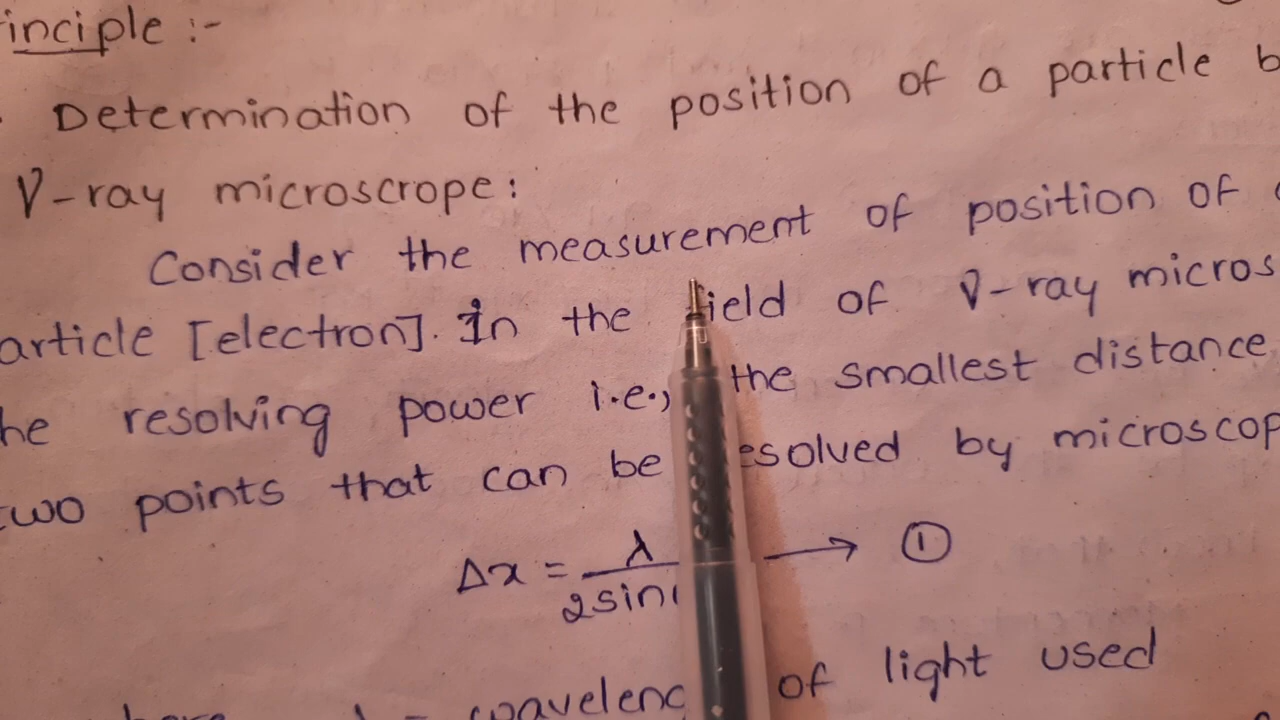 inciple :-
Determination of the position of a particle b
γ-ray microscrope:
Consider the measurement of position of
article [electron]. In the field of γ-ray micros
he resolving power i.e., the smallest distance
two points that can be resolved by microscop
Δx = λ / 2sin → ①
λ = waveleng of light used